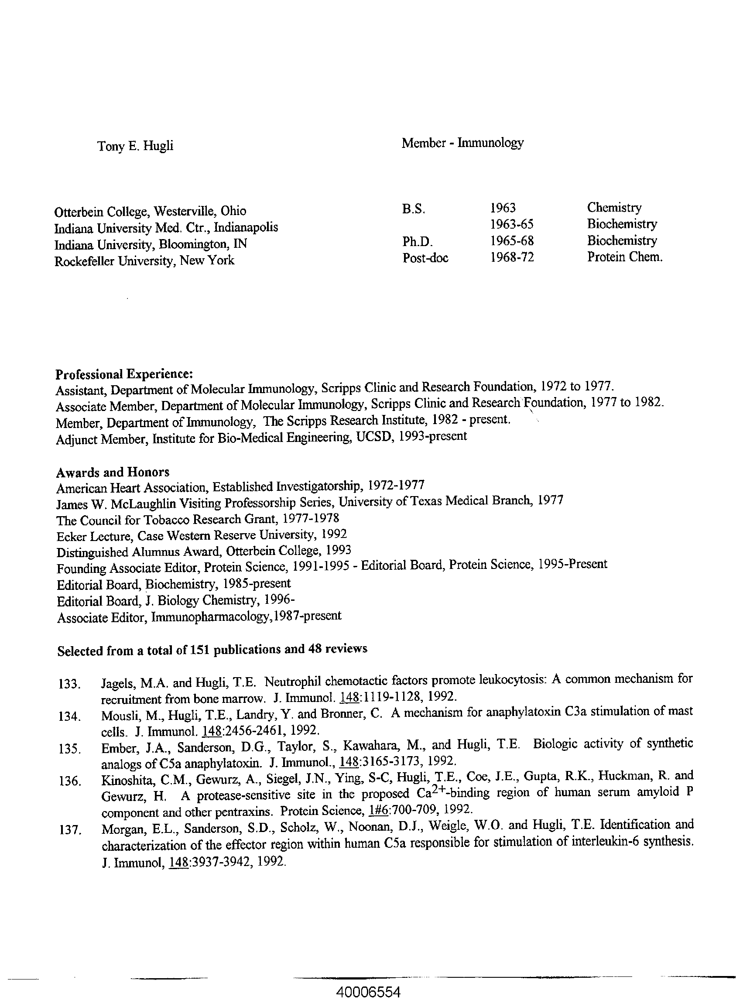 Tony E. Hugli Member - Immunology
Otterbein College, Westerville, Ohio B.S. 1963 Chemistry
Indiana University Med. Ctr., Indianapolis 1963-65 Biochemistry
Indiana University, Bloomington, IN Ph.D. 1965-68 Biochemistry
Rockefeller University, New York Post-doc 1968-72 Protein Chem.
Professional Experience:
Assistant, Department of Molecular Immunology, Scripps Clinic and Research Foundation, 1972 to 1977.
Associate Member, Department of Molecular Immunology, Scripps Clinic and Research Foundation, 1977 to 1982.
Member, Department of Immunology, The Scripps Research Institute, 1982 - present.
Adjunct Member, Institute for Bio-Medical Engineering, UCSD, 1993-present
Awards and Honors
American Heart Association, Established Investigatorship, 1972-1977
James W. McLaughlin Visiting Professorship Series, University of Texas Medical Branch, 1977
The Council for Tobacco Research Grant, 1977-1978
Ecker Lecture, Case Western Reserve University, 1992
Distinguished Alumnus Award, Otterbein College, 1993
Founding Associate Editor, Protein Science, 1991-1995 - Editorial Board, Protein Science, 1995-Present
Editorial Board, Biochemistry, 1985-present
Editorial Board, J. Biology Chemistry, 1996-
Associate Editor, Immunopharmacology,1987-present
Selected from a total of 151 publications and 48 reviews
133. Jagels, M.A. and Hugli, T.E. Neutrophil chemotactic factors promote leukocytosis: A common mechanism for
recruitment from bone marrow. J. Immunol. 148:1119-1128, 1992.
134. Mousli, M., Hugli, T.E., Landry, Y. and Bronner, C. A mechanism for anaphylatoxin C3a stimulation of mast
cells. J. Immunol. 148:2456-2461, 1992.
135. Ember, J.A., Sanderson, D.G., Taylor, S., Kawahara, M., and Hugli, T.E. Biologic activity of synthetic
analogs of C5a anaphylatoxin. J. Immunol., 148:3165-3173, 1992.
136. Kinoshita, C.M., Gewurz, A., Siegel, J.N., Ying, S-C, Hugli, T.E., Coe, J.E., Gupta, R.K., Huckman, R. and
Gewurz, H. A protease-sensitive site in the proposed Ca2+-binding region of human serum amyloid P
component and other pentraxins. Protein Science, 1#6:700-709, 1992.
137. Morgan, E.L., Sanderson, S.D., Scholz, W., Noonan, D.J., Weigle, W.O. and Hugli, T.E. Identification and
characterization of the effector region within human C5a responsible for stimulation of interleukin-6 synthesis.
J. Immunol, 148:3937-3942, 1992.
40006554